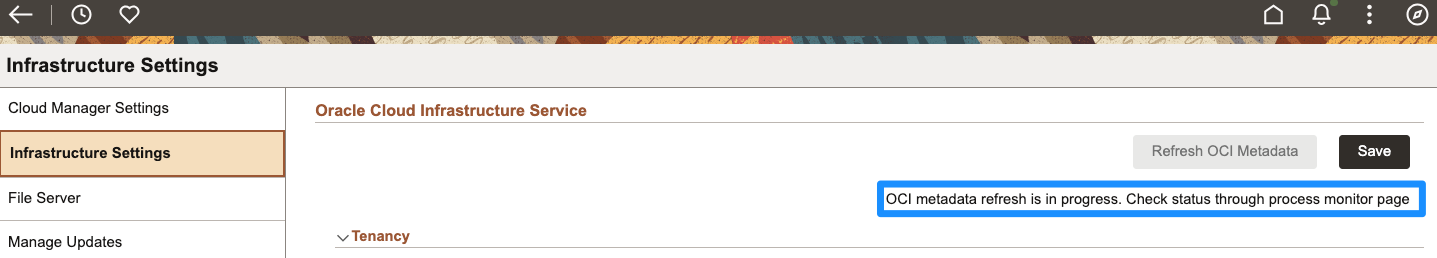 Infrastructure Settings
Cloud Manager Settings
Infrastructure Settings
File Server
Manage Updates
Oracle Cloud Infrastructure Service
Refresh OCI Metadata
Save
OCI metadata refresh is in progress. Check status through process monitor page
Tenancy